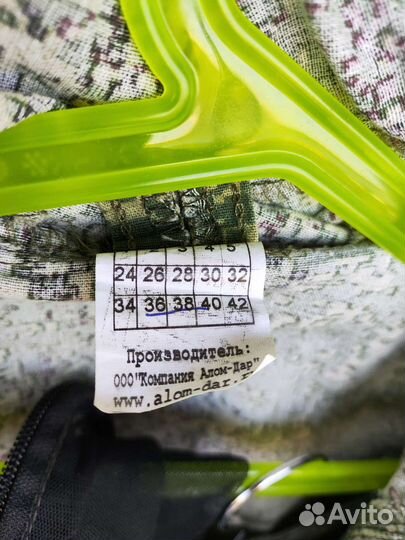 3 4 5
24 26 28 30 32
34 36 38 40 42
Производитель:
ООО"Компания Алом-Дар"
www.alom-dar.
Avito